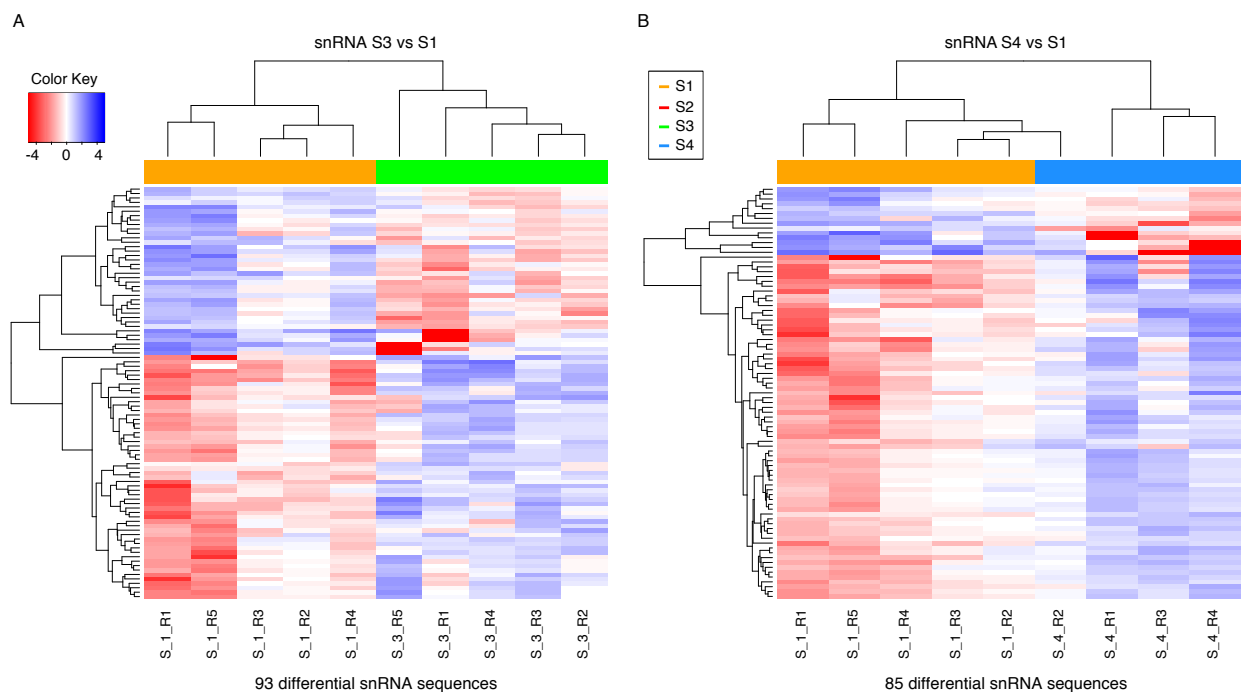 A
snRNA S3 vs S1
Color Key
-4 0 4
S_1_R1
S_1_R5
S_1_R3
S_1_R2
S_1_R4
S_3_R5
S_3_R1
S_3_R4
S_3_R3
S_3_R2
93 differential snRNA sequences
B
snRNA S4 vs S1
S1
S2
S3
S4
S_1_R1
S_1_R5
S_1_R4
S_1_R3
S_1_R2
S_4_R2
S_4_R1
S_4_R3
S_4_R4
85 differential snRNA sequences